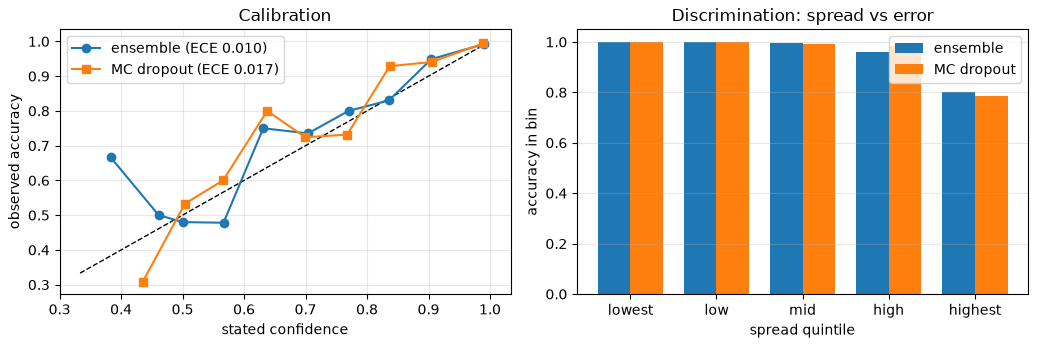 Calibration
ensemble (ECE 0.010)
MC dropout (ECE 0.017)
observed accuracy
1.0
0.9
0.8
0.7
0.6
0.5
0.4
0.3
0.3 0.4 0.5 0.6 0.7 0.8 0.9 1.0
stated confidence
Discrimination: spread vs error
ensemble
MC dropout
accuracy in bin
1.0
0.8
0.6
0.4
0.2
0.0
lowest low mid high highest
spread quintile